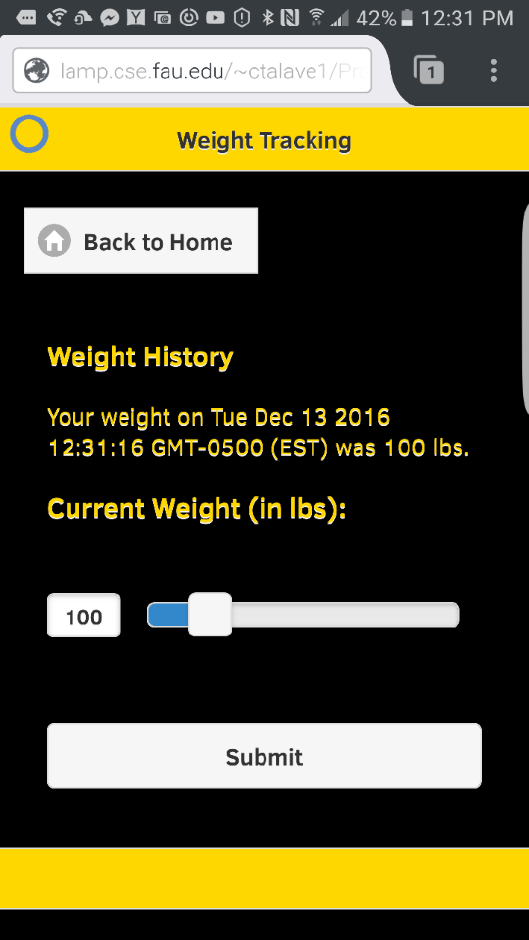 42% 12:31 PM
lamp.cse.fau.edu/~ctalave1/Pr
1
Weight Tracking
Back to Home
Weight History
Your weight on Tue Dec 13 2016
12:31:16 GMT-0500 (EST) was 100 lbs.
Current Weight (in lbs):
100
Submit